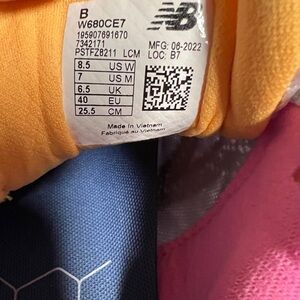 B
W680CE7
195907691670
7342171
PSTFZ8211 LCM
MFG: 06-2022
LOC: B7
8.5 US W
7 US M
6.5 UK
40 EU
25.5 CM
Made in Vietnam
Fabriqué au Vietnam